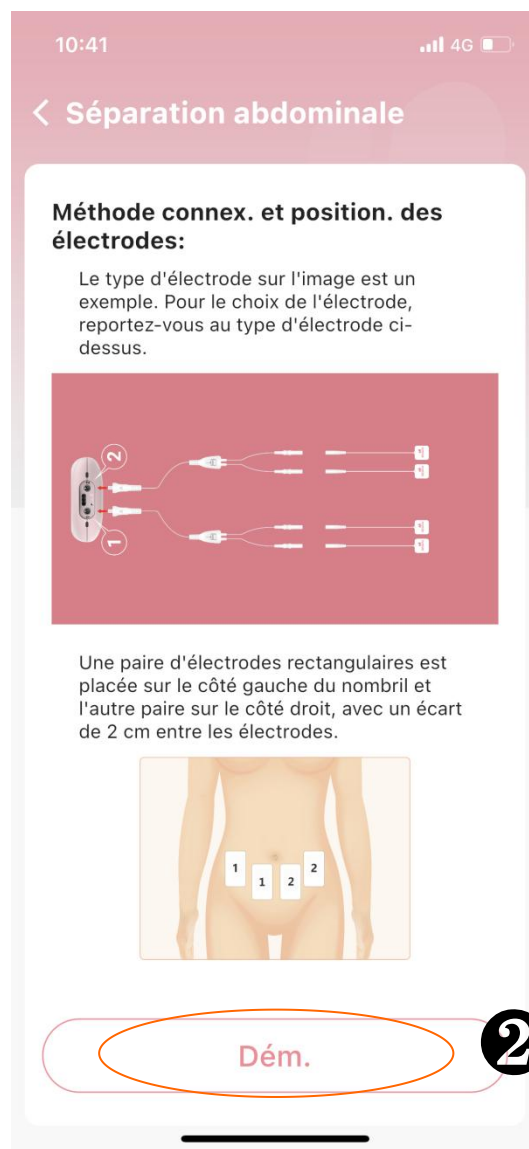 10:41
4G
Séparation abdominale
Méthode connex. et position. des
électrodes:
Le type d'électrode sur l'image est un
exemple. Pour le choix de l'électrode,
reportez-vous au type d'électrode ci-
dessus.
2
1
Une paire d'électrodes rectangulaires est
placée sur le côté gauche du nombril et
l'autre paire sur le côté droit, avec un écart
de 2 cm entre les électrodes.
1
1
2
2
Dém.
2